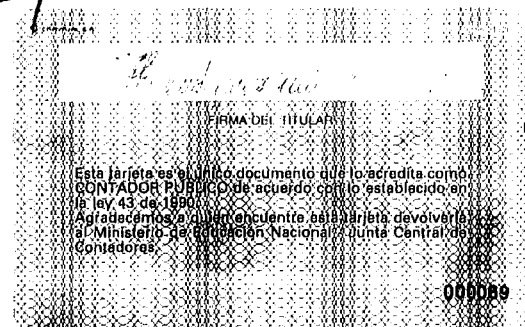 FIRMA DEL TITULAR
Esta tarjeta es el único documento que lo acredita como
CONTADOR PUBLICO de acuerdo con lo establecido en
la ley 43 de 1990.
Agradecemos a quien encuentre esta tarjeta devolverla
al Ministerio de Educación Nacional - Junta Central de
Contadores.
000089